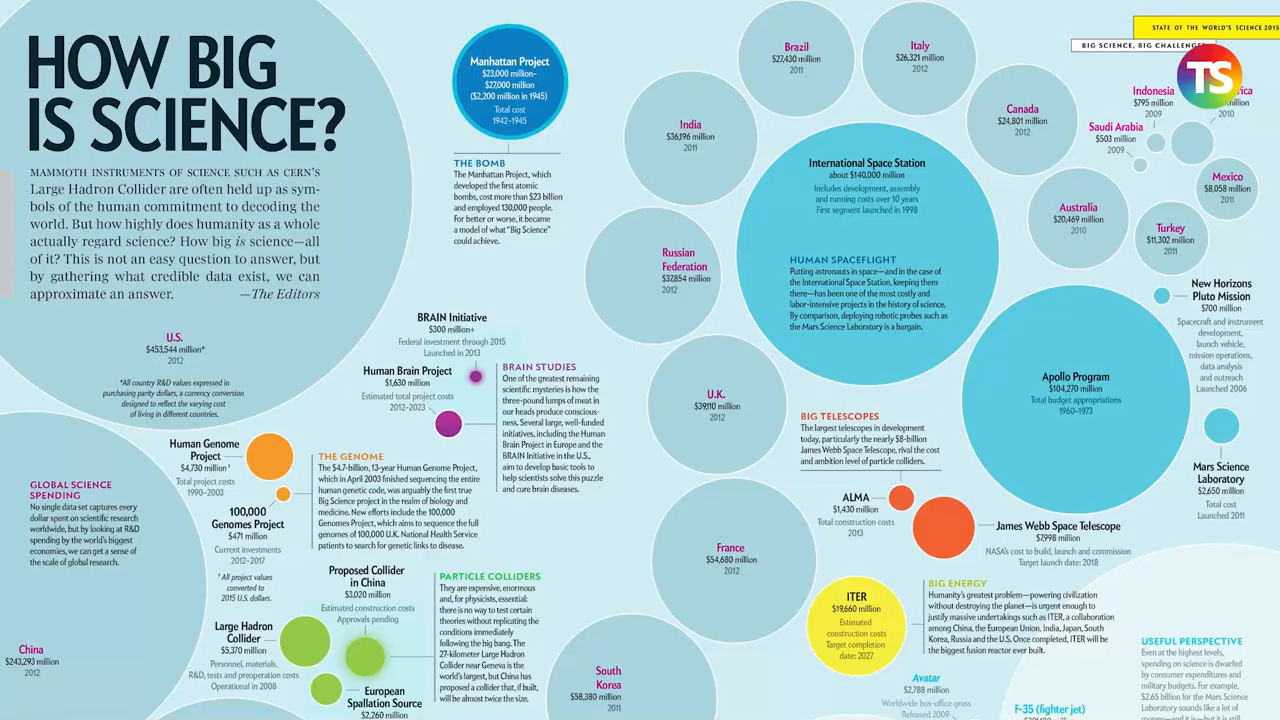 HOW BIG
IS SCIENCE?
MAMMOTH INSTRUMENTS OF SCIENCE SUCH AS CERN'S
Large Hadron Collider are often held up as sym-
bols of the human commitment to decoding the
world. But how highly does humanity as a whole
actually regard science? How big is science—all
of it? This is not an easy question to answer, but
by gathering what credible data exist, we can
approximate an answer. —The Editors
U.S.
$453,544 million*
2012
*All country R&D values expressed in
purchasing parity dollars, a currency conversion
designed to reflect the varying cost
of living in different countries.
GLOBAL SCIENCE
SPENDING
No single data set captures every
dollar spent on scientific research
worldwide, but by looking at R&D
spending by the world's biggest
economies, we can get a sense of
the scale of global research.
China
$243,293 million
2012
Manhattan Project
$23,000 million–
$27,000 million
($2,200 million in 1945)
Total cost
1942–1945
THE BOMB
The Manhattan Project, which
developed the first atomic
bombs, cost more than $23 billion
and employed 130,000 people.
For better or worse, it became
a model of what "Big Science"
could achieve.
BRAIN Initiative
$300 million+
Federal investment through 2015
Launched in 2013
Human Brain Project
$1,630 million
Estimated total project costs
2012–2023
BRAIN STUDIES
One of the greatest remaining
scientific mysteries is how the
three-pound lumps of meat in
our heads produce conscious-
ness. Several large, well-funded
initiatives, including the Human
Brain Project in Europe and the
BRAIN Initiative in the U.S.,
aim to develop basic tools to
help scientists solve this puzzle
and cure brain diseases.
Human Genome
Project
$4,730 million †
Total project costs
1990–2003
100,000
Genomes Project
$471 million
Current investments
2012–2017
† All project values
converted to
2015 U.S. dollars.
THE GENOME
The $4.7-billion, 13-year Human Genome Project,
which in April 2003 finished sequencing the entire
human genetic code, was arguably the first true
Big Science project in the realm of biology and
medicine. New efforts include the 100,000
Genomes Project, which aims to sequence the full
genomes of 100,000 U.K. National Health Service
patients to search for genetic links to disease.
Proposed Collider
in China
$3,020 million
Estimated construction costs
Approvals pending
Large Hadron
Collider
$5,370 million
Personnel, materials,
R&D, tests and preoperation costs
Operational in 2008
European
Spallation Source
$2,260 million
PARTICLE COLLIDERS
They are expensive, enormous
and, for physicists, essential:
there is no way to test certain
theories without replicating the
conditions immediately
following the big bang. The
27-kilometer Large Hadron
Collider near Geneva is the
world's largest, but China has
proposed a collider that, if built,
will be almost twice the size.
Brazil
$27,430 million
2011
Italy
$26,321 million
2012
India
$36,196 million
2011
Russian
Federation
$37,854 million
2012
U.K.
$39,110 million
2012
France
$54,680 million
2012
South
Korea
$58,380 million
2011
International Space Station
about $140,000 million
Includes development, assembly
and running costs over 10 years
First segment launched in 1998
HUMAN SPACEFLIGHT
Putting astronauts in space—and in the case of
the International Space Station, keeping them
there—has been one of the most costly and
labor-intensive projects in the history of science.
By comparison, deploying robotic probes such as
the Mars Science Laboratory is a bargain.
STATE OF THE WORLD'S SCIENCE 2015
BIG SCIENCE, BIG CHALLENGE
TS
Canada
$24,801 million
2012
Indonesia
$795 million
2009
Saudi Arabia
$503 million
2009
2010
Mexico
$8,058 million
2011
Australia
$20,469 million
2010
Turkey
$11,302 million
2011
New Horizons
Pluto Mission
$700 million
Spacecraft and instrument
development,
launch vehicle,
mission operations,
data analysis
and outreach
Launched 2006
Apollo Program
$104,270 million
Total budget appropriations
1960–1973
Mars Science
Laboratory
$2,650 million
Total cost
Launched 2011
BIG TELESCOPES
The largest telescopes in development
today, particularly the nearly $8-billion
James Webb Space Telescope, rival the cost
and ambition level of particle colliders.
ALMA
$1,430 million
Total construction costs
2013
James Webb Space Telescope
$7,998 million
NASA's cost to build, launch and commission
Target launch date: 2018
ITER
$19,660 million
Estimated
construction costs
Target completion
date: 2027
BIG ENERGY
Humanity's greatest problem—powering civilization
without destroying the planet—is urgent enough to
justify massive undertakings such as ITER, a collaboration
among China, the European Union, India, Japan, South
Korea, Russia and the U.S. Once completed, ITER will be
the biggest fusion reactor ever built.
Avatar
$2,788 million
Worldwide box-office gross
Released 2009
F-35 (fighter jet)
USEFUL PERSPECTIVE
Even at the highest levels,
spending on science is dwarfed
by consumer expenditures and
military budgets. For example,
$2.65 billion for the Mars Science
Laboratory sounds like a lot of
money—and it is—but it is still